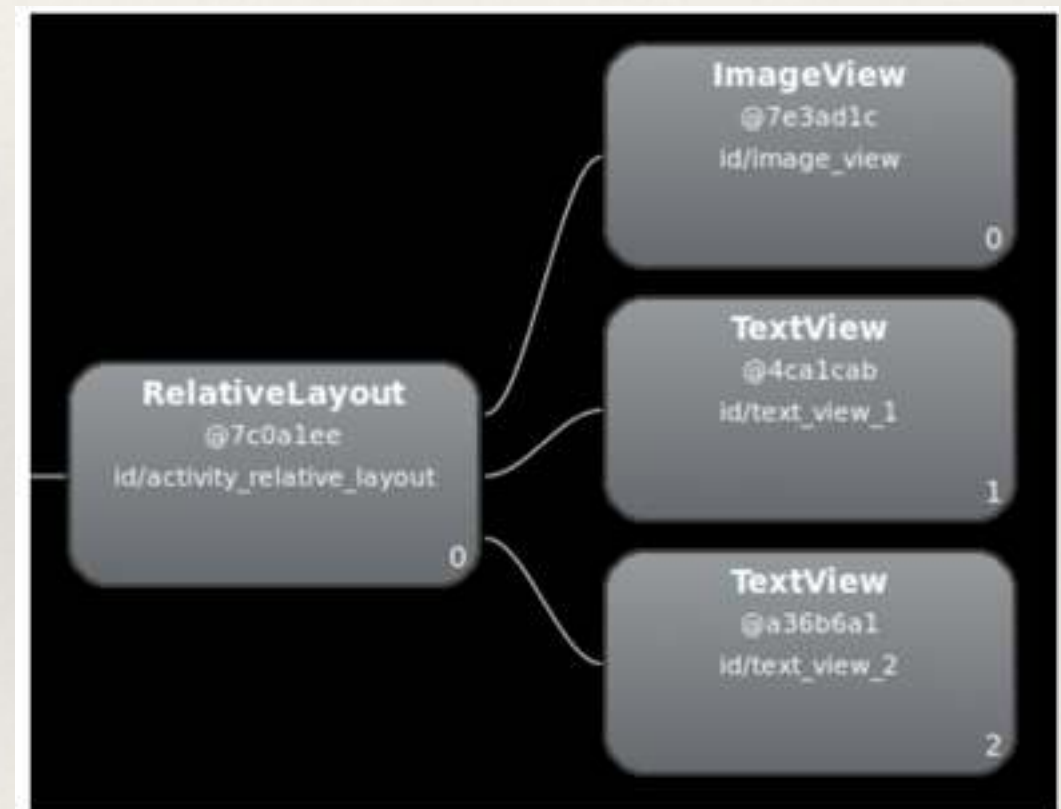 ImageView
@7e3ad1c
id/image_view
0
TextView
@4ca1cab
id/text_view_1
1
RelativeLayout
@7c0a1ee
id/activity_relative_layout
0
TextView
@a36b6a1
id/text_view_2
2